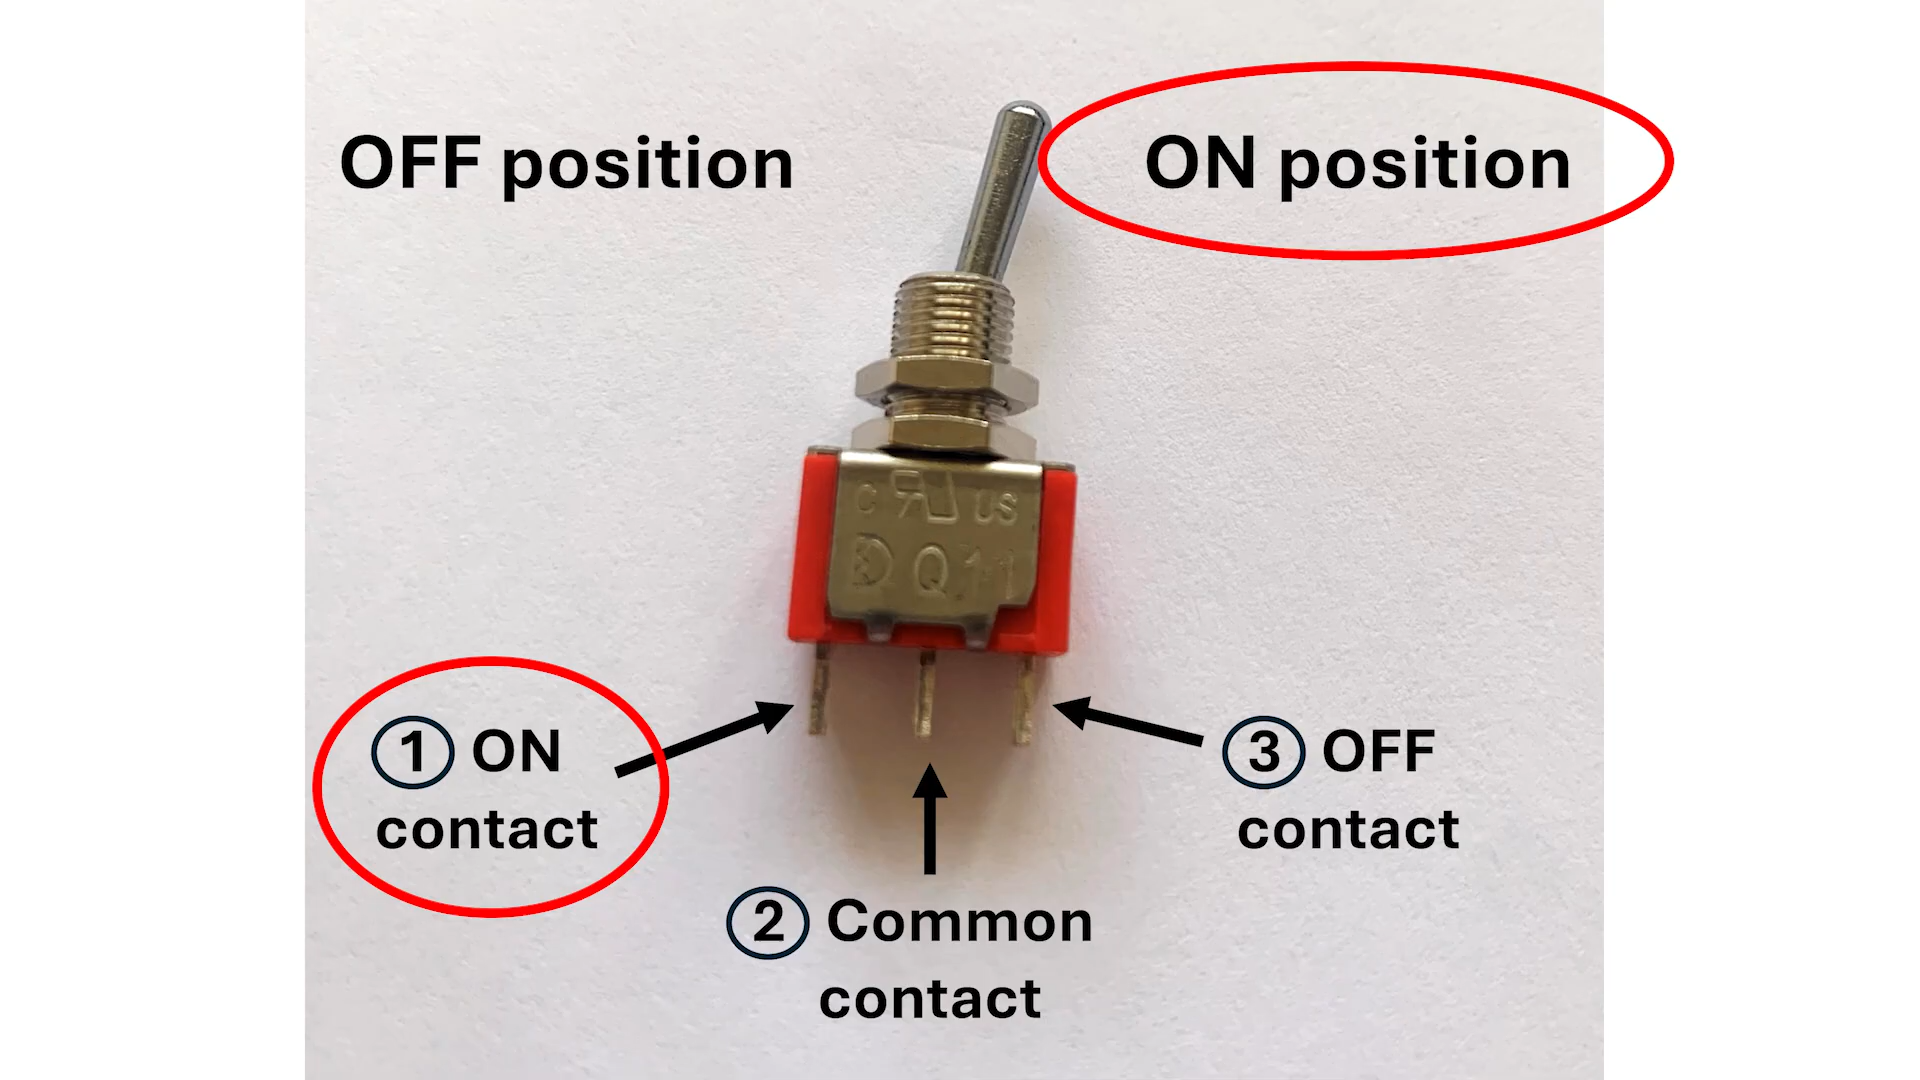 OFF position
ON position
C US
Q11
① ON
contact
③ OFF
contact
② Common
contact